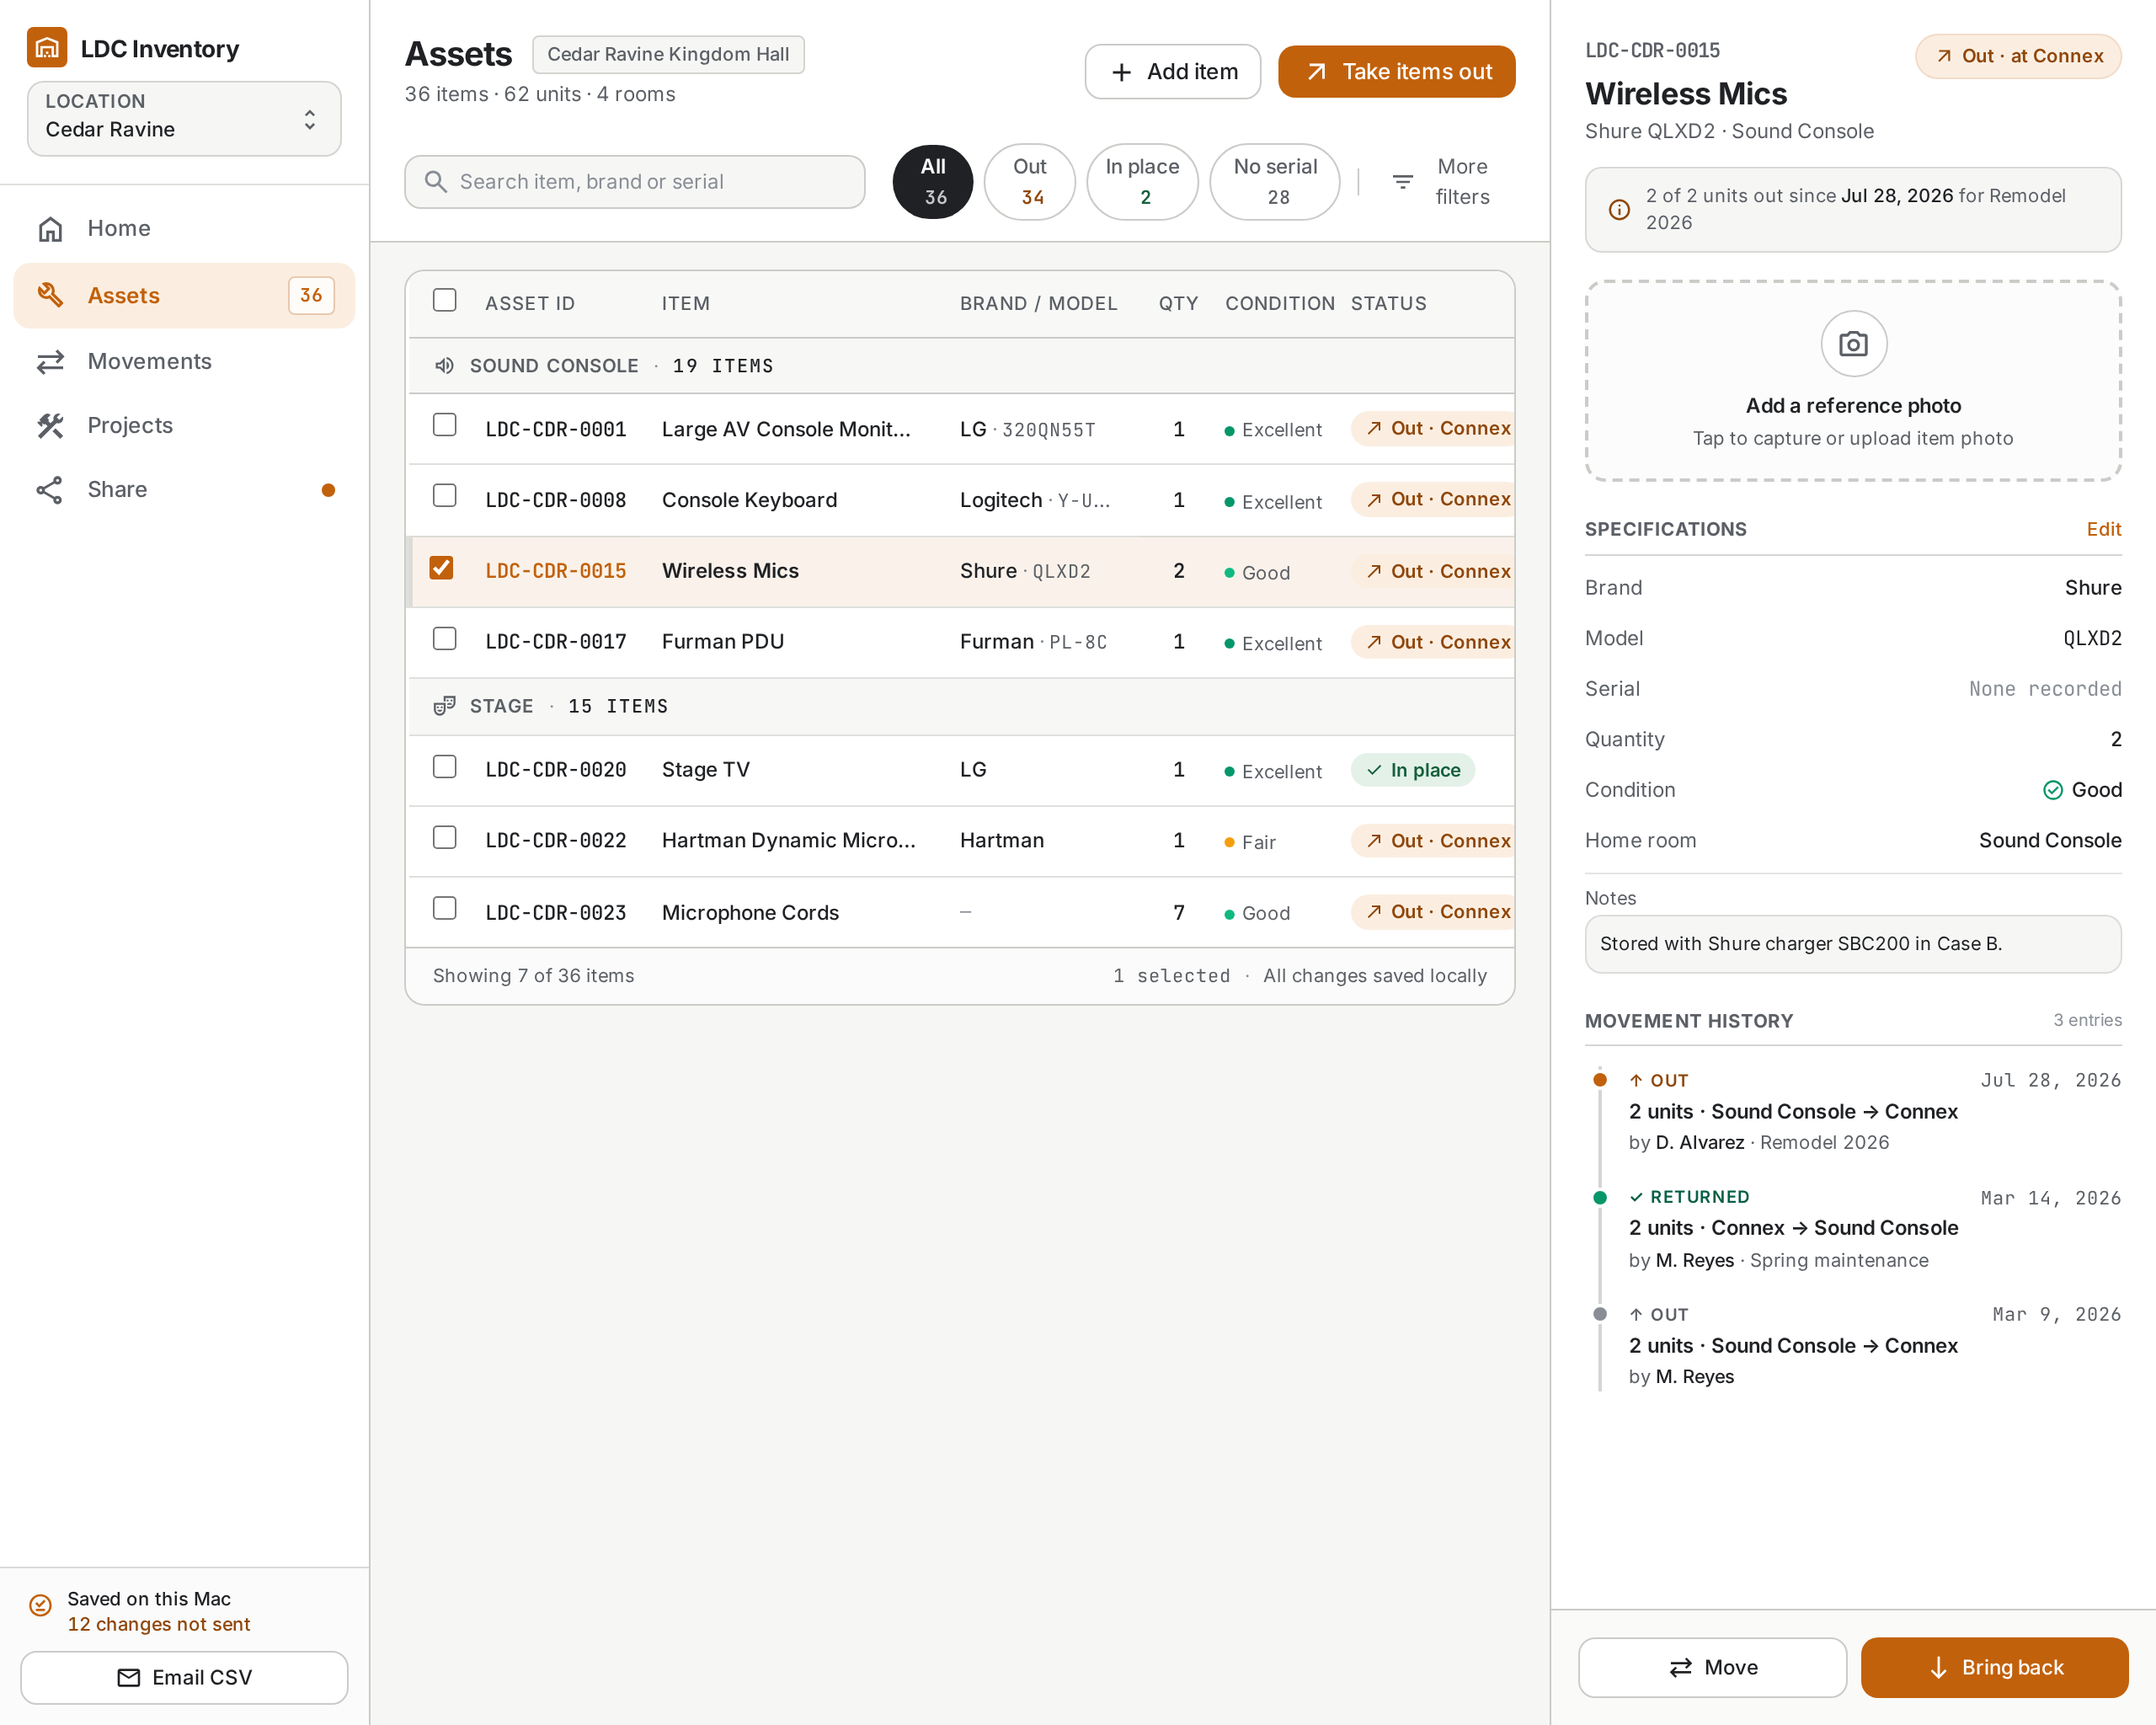 LDC Inventory
LOCATION
Cedar Ravine
Home
Assets 36
Movements
Projects
Share
Saved on this Mac
12 changes not sent
Email CSV
Assets Cedar Ravine Kingdom Hall
36 items · 62 units · 4 rooms
Add item
Take items out
Search item, brand or serial
All 36
Out 34
In place 2
No serial 28
More filters
ASSET ID ITEM BRAND / MODEL QTY CONDITION STATUS
SOUND CONSOLE · 19 ITEMS
LDC-CDR-0001 Large AV Console Monit... LG · 320QN55T 1 Excellent Out · Connex
LDC-CDR-0008 Console Keyboard Logitech · Y-U... 1 Excellent Out · Connex
LDC-CDR-0015 Wireless Mics Shure · QLXD2 2 Good Out · Connex
LDC-CDR-0017 Furman PDU Furman · PL-8C 1 Excellent Out · Connex
STAGE · 15 ITEMS
LDC-CDR-0020 Stage TV LG 1 Excellent In place
LDC-CDR-0022 Hartman Dynamic Micro... Hartman 1 Fair Out · Connex
LDC-CDR-0023 Microphone Cords – 7 Good Out · Connex
Showing 7 of 36 items 1 selected · All changes saved locally
LDC-CDR-0015 Out · at Connex
Wireless Mics
Shure QLXD2 · Sound Console
2 of 2 units out since Jul 28, 2026 for Remodel
2026
Add a reference photo
Tap to capture or upload item photo
SPECIFICATIONS Edit
Brand Shure
Model QLXD2
Serial None recorded
Quantity 2
Condition Good
Home room Sound Console
Notes
Stored with Shure charger SBC200 in Case B.
MOVEMENT HISTORY 3 entries
↑ OUT Jul 28, 2026
2 units · Sound Console → Connex
by D. Alvarez · Remodel 2026
✓ RETURNED Mar 14, 2026
2 units · Connex → Sound Console
by M. Reyes · Spring maintenance
↑ OUT Mar 9, 2026
2 units · Sound Console → Connex
by M. Reyes
Move
Bring back